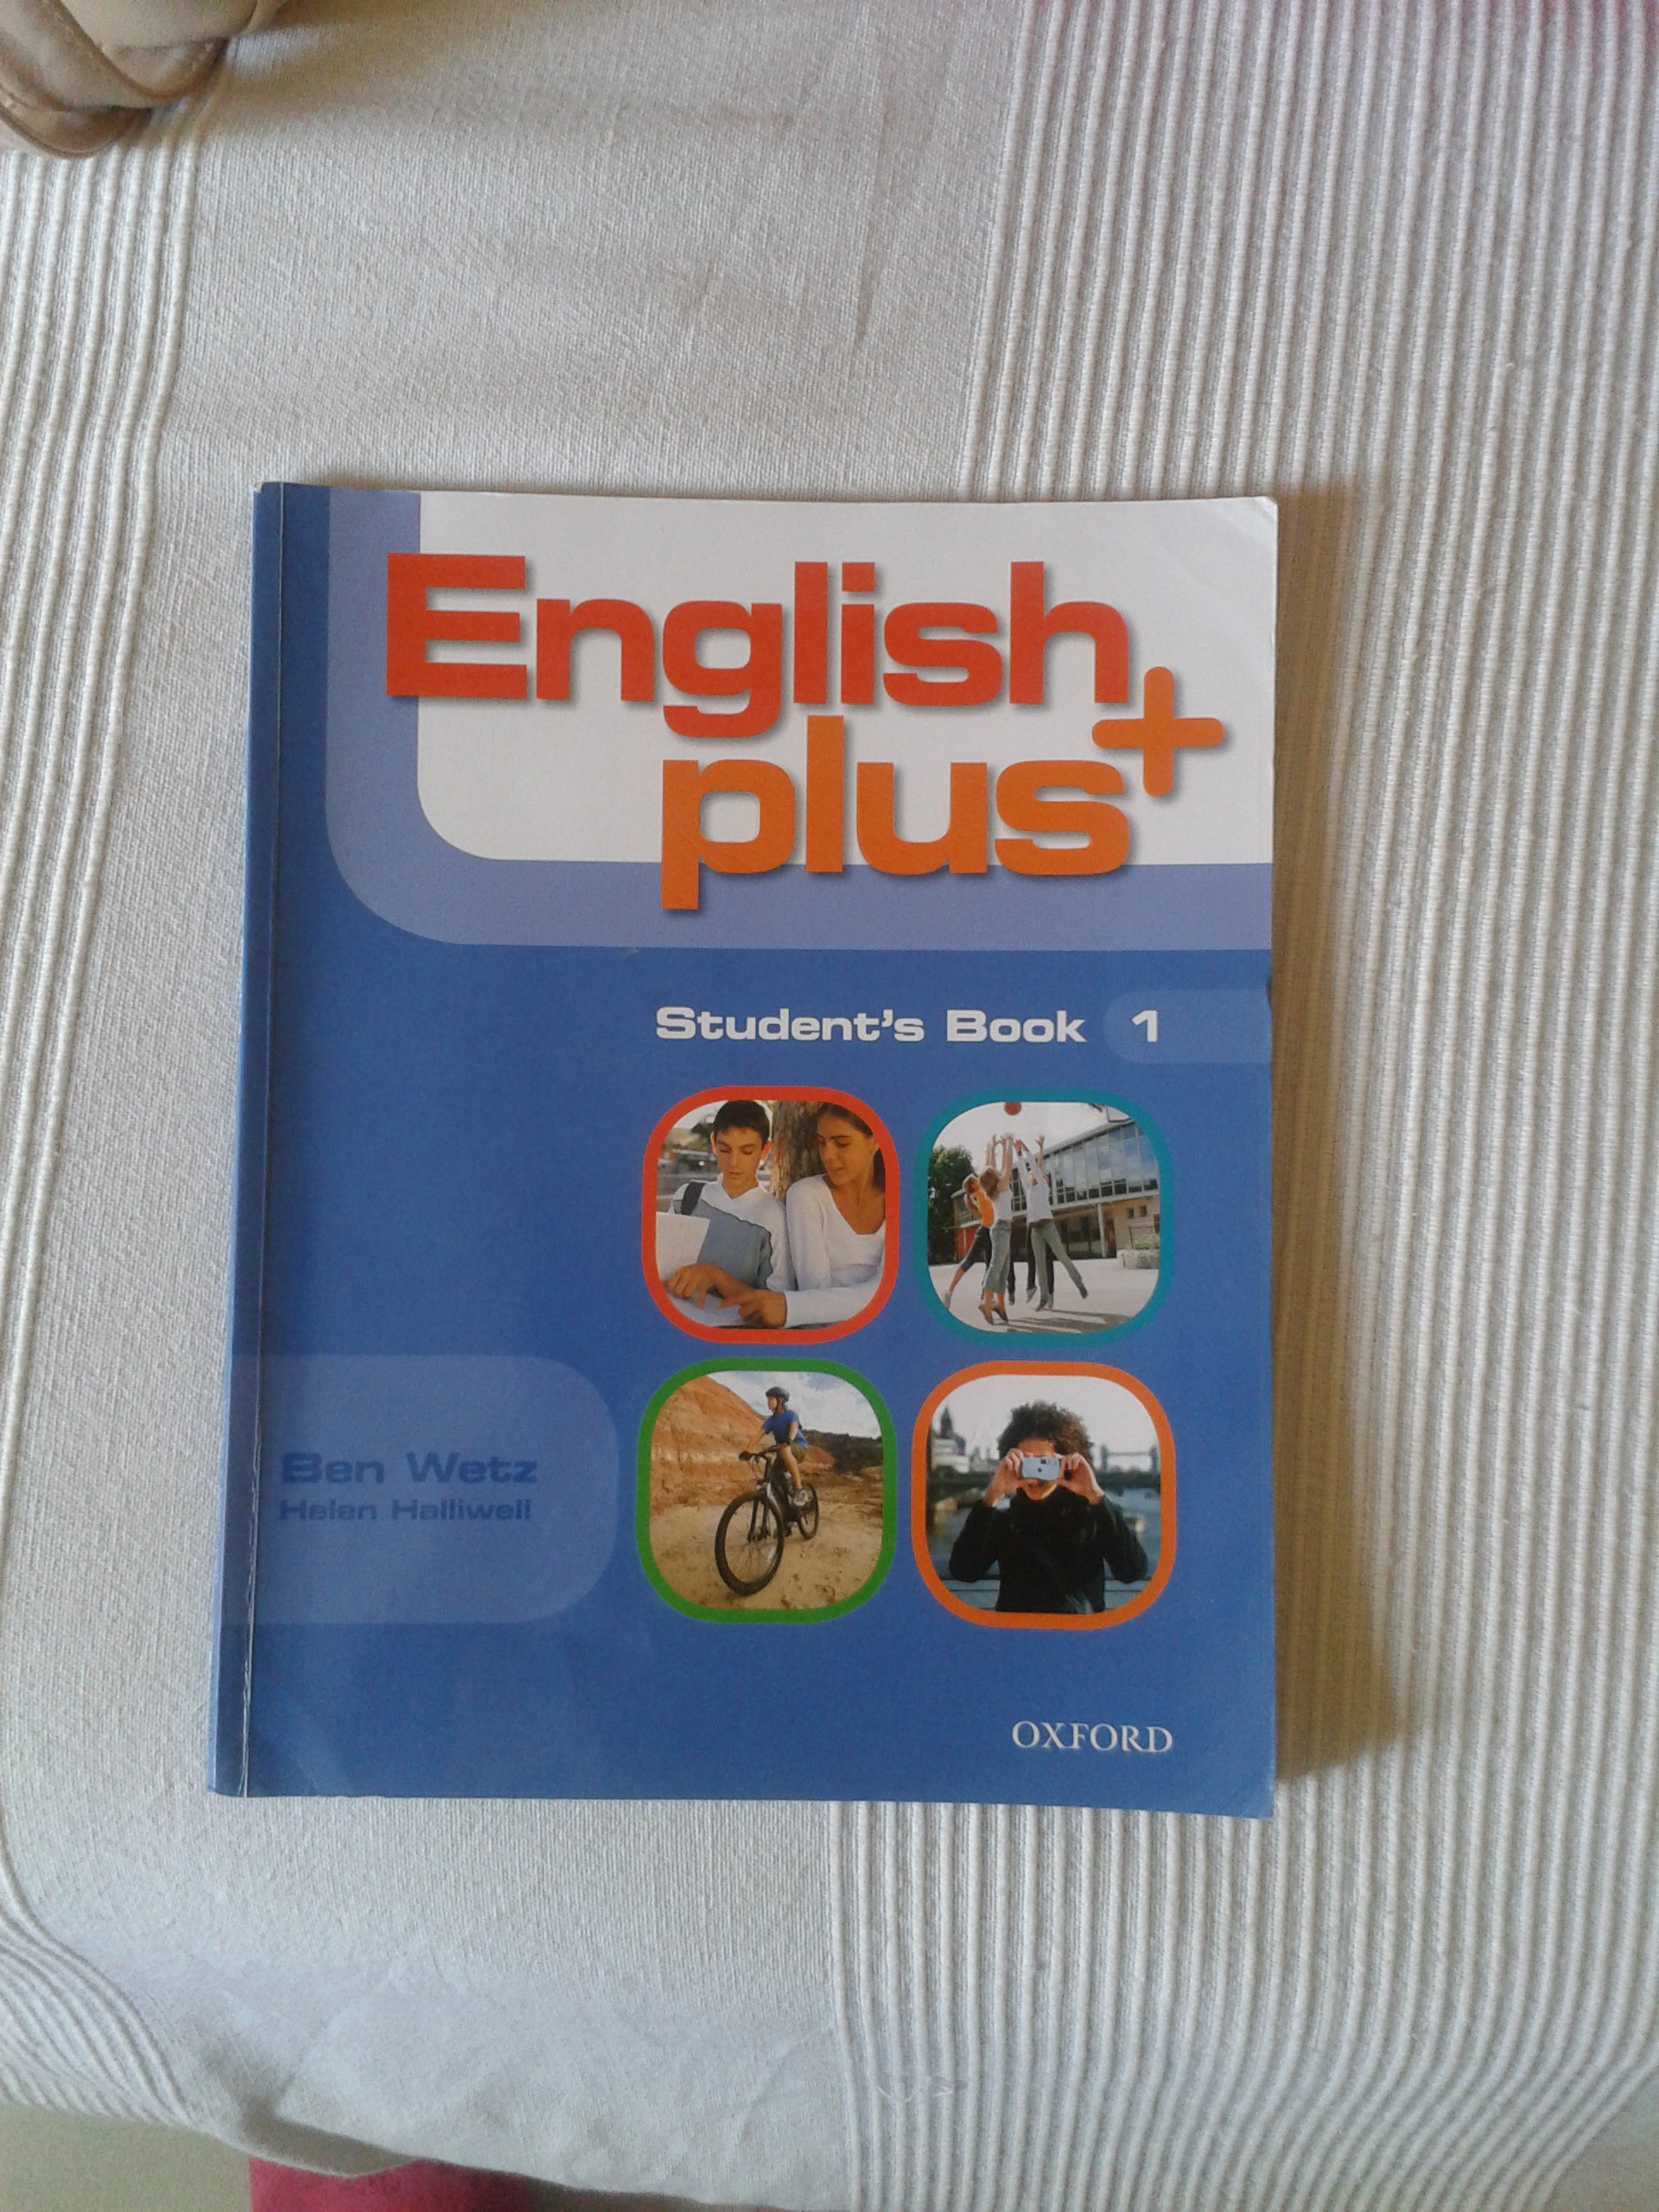 English
plus+
Student's Book 1
Ben Wetz
Helen Halliwell
OXFORD